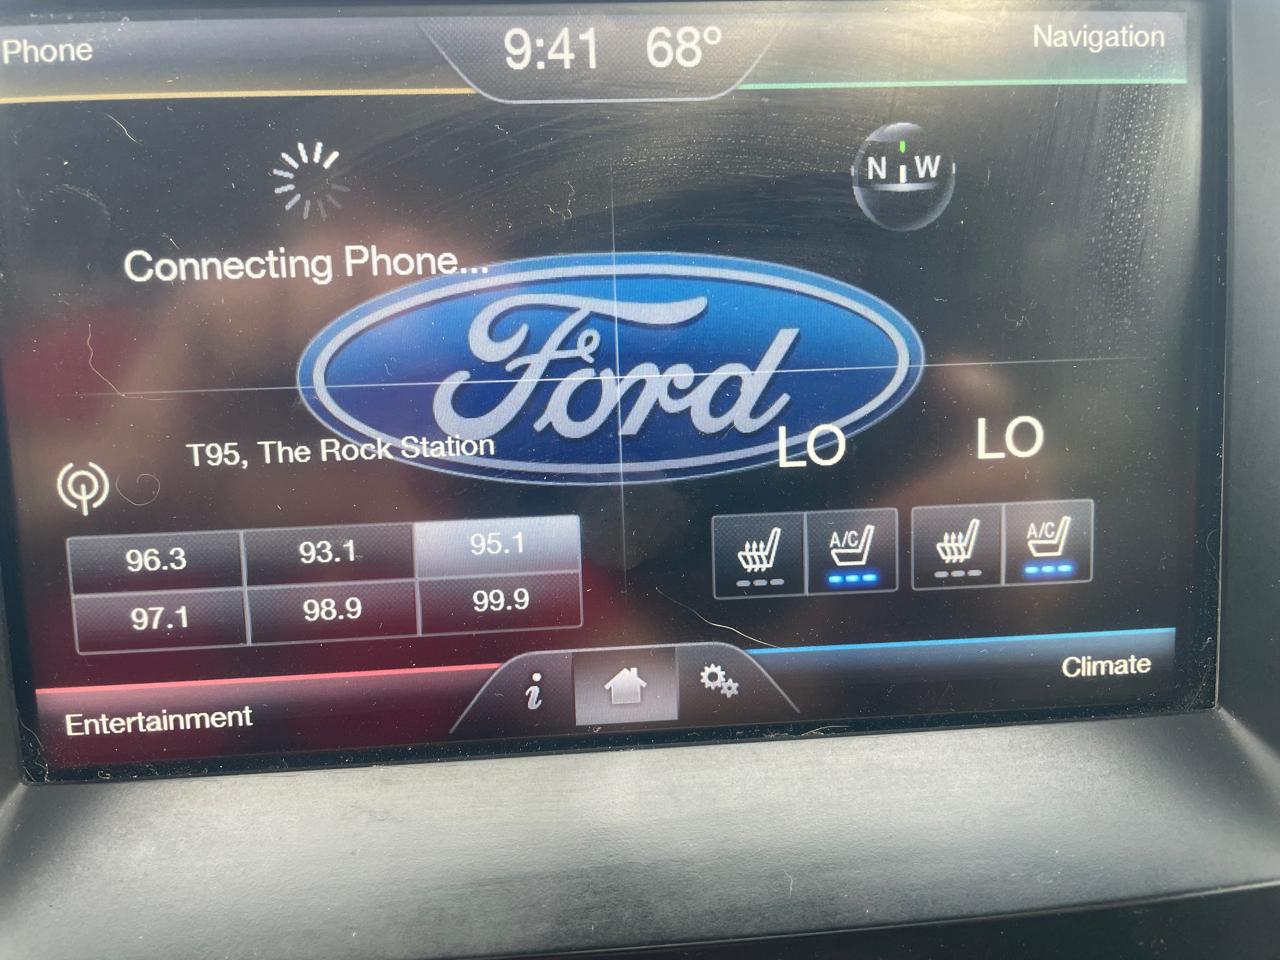 Phone
9:41 68°
Navigation
N W
Connecting Phone...
Ford
T95, The Rock Station
LO LO
96.3 93.1 95.1
97.1 98.9 99.9
A/C A/C
i
Entertainment
Climate